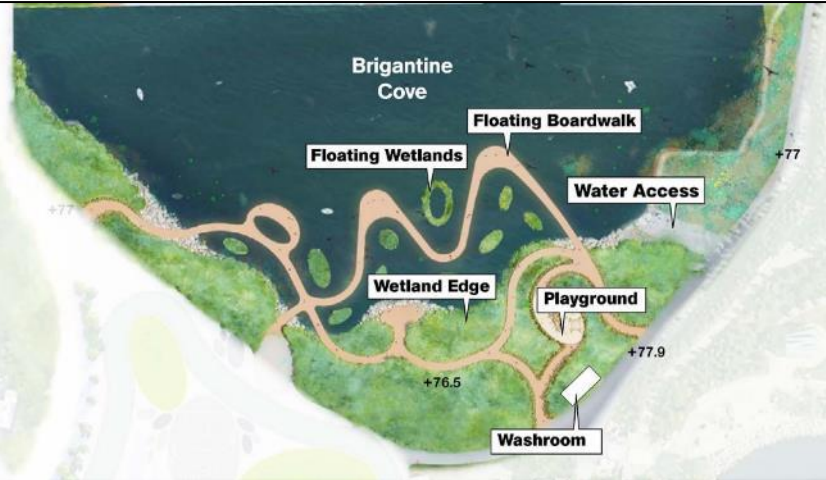 Brigantine
Cove
Floating Boardwalk
Floating Wetlands
+77
Water Access
+77
Wetland Edge
Playground
+77.9
+76.5
Washroom